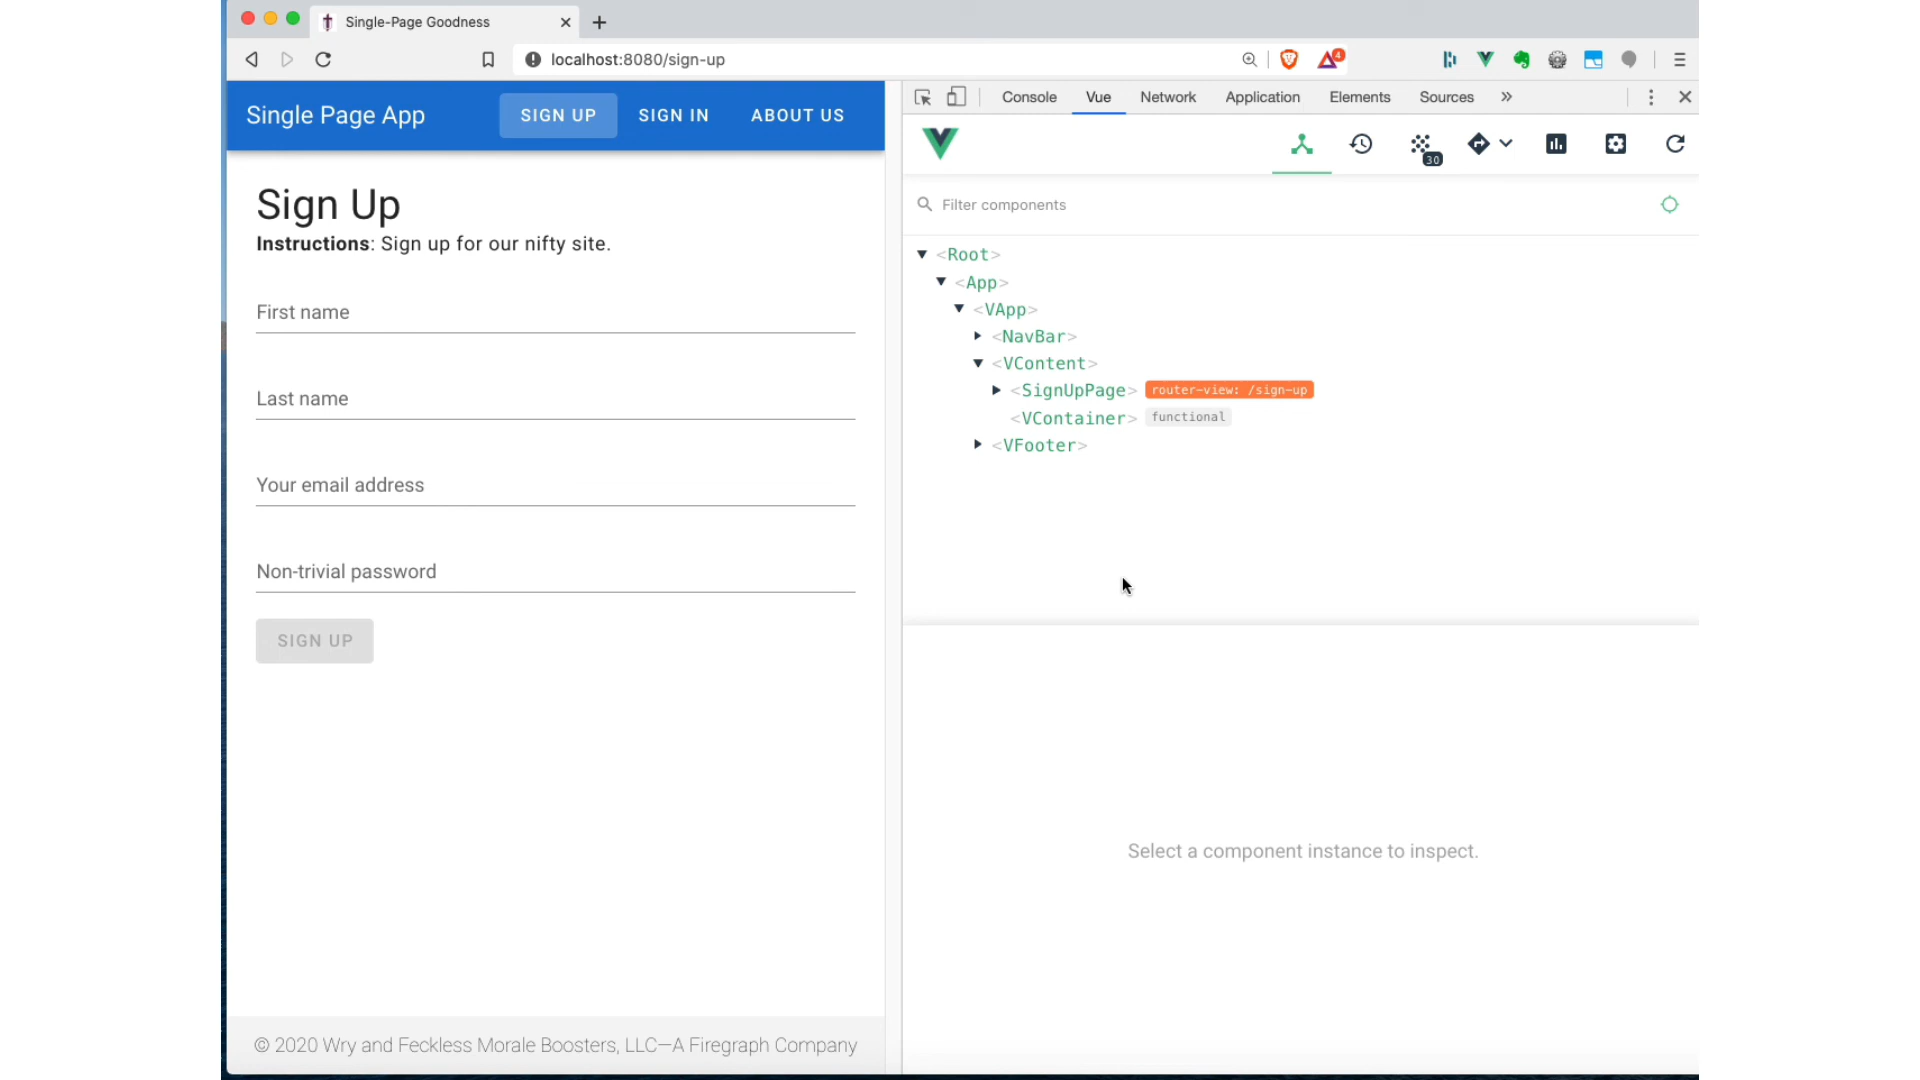 Single-Page Goodness
localhost:8080/sign-up
4
Single Page App SIGN UP SIGN IN ABOUT US
Sign Up
Instructions: Sign up for our nifty site.
First name
Last name
Your email address
Non-trivial password
SIGN UP
© 2020 Wry and Feckless Morale Boosters, LLC—A Firegraph Company
Console Vue Network Application Elements Sources »
30
Filter components
<Root>
<App>
<VApp>
<NavBar>
<VContent>
<SignUpPage> router-view: /sign-up
<VContainer> functional
<VFooter>
Select a component instance to inspect.